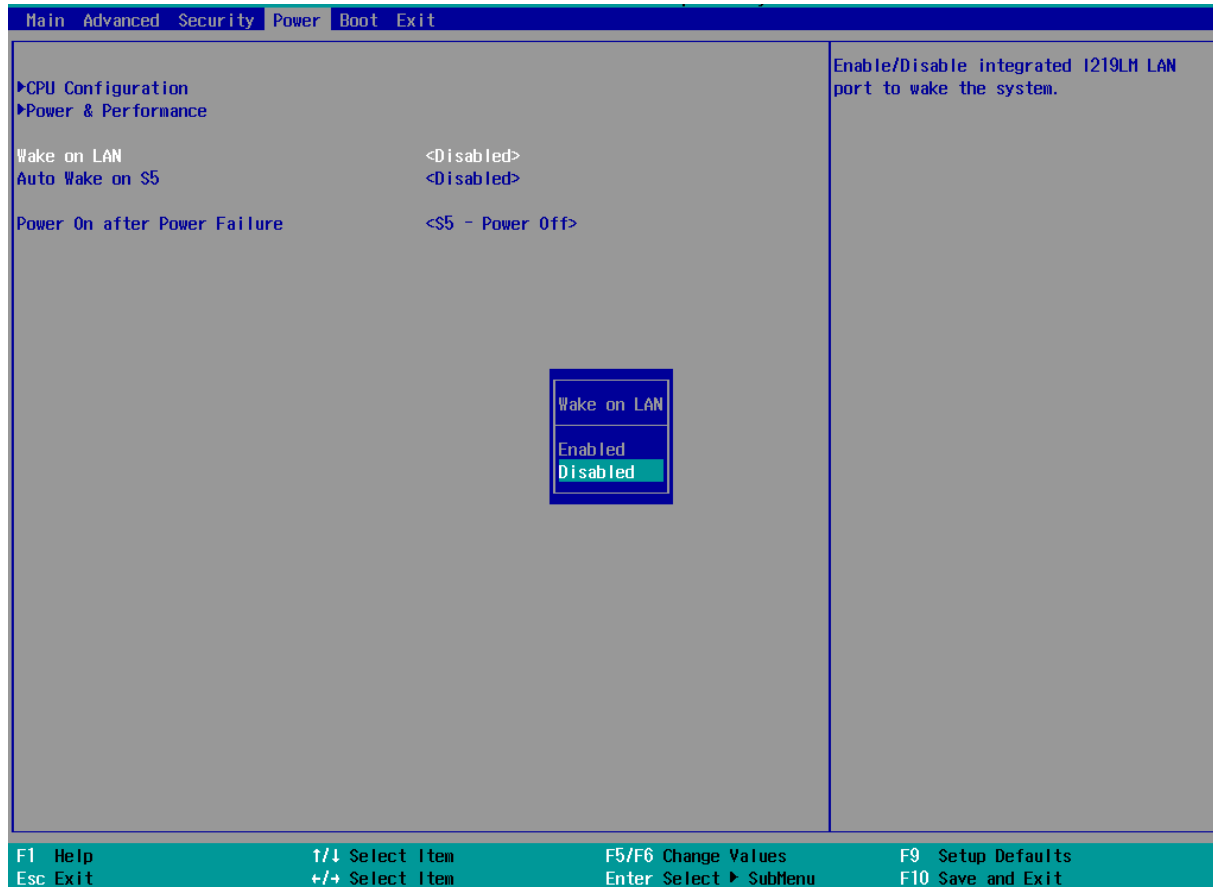 Main Advanced Security Power Boot Exit
▶CPU Configuration
▶Power & Performance
Wake on LAN <Disabled>
Auto Wake on S5 <Disabled>
Power On after Power Failure <S5 - Power Off>
Enable/Disable integrated I219LM LAN
port to wake the system.
Wake on LAN
Enabled
Disabled
F1 Help ↑/↓ Select Item F5/F6 Change Values F9 Setup Defaults
Esc Exit ←/→ Select Item Enter Select ▶ SubMenu F10 Save and Exit